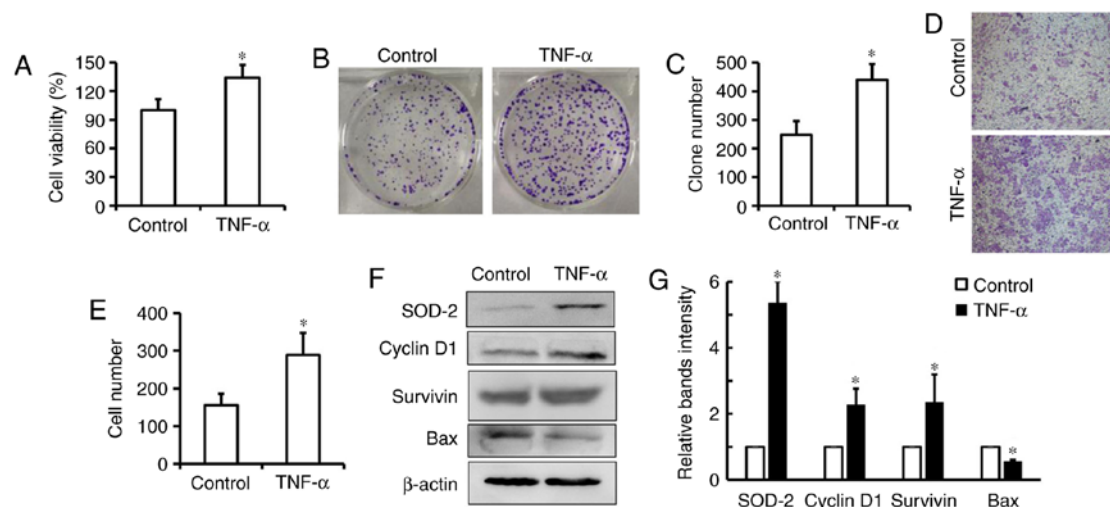 A
Cell viability (%)
150
120
90
60
30
0
*
Control
TNF-α
B
Control
TNF-α
C
Clone number
500
400
300
200
100
0
*
Control
TNF-α
D
Control
TNF-α
E
Cell number
400
300
200
100
0
*
Control
TNF-α
F
Control
TNF-α
SOD-2
Cyclin D1
Survivin
Bax
β-actin
G
Relative bands intensity
6
4
2
0
*
*
*
*
Control
TNF-α
SOD-2
Cyclin D1
Survivin
Bax